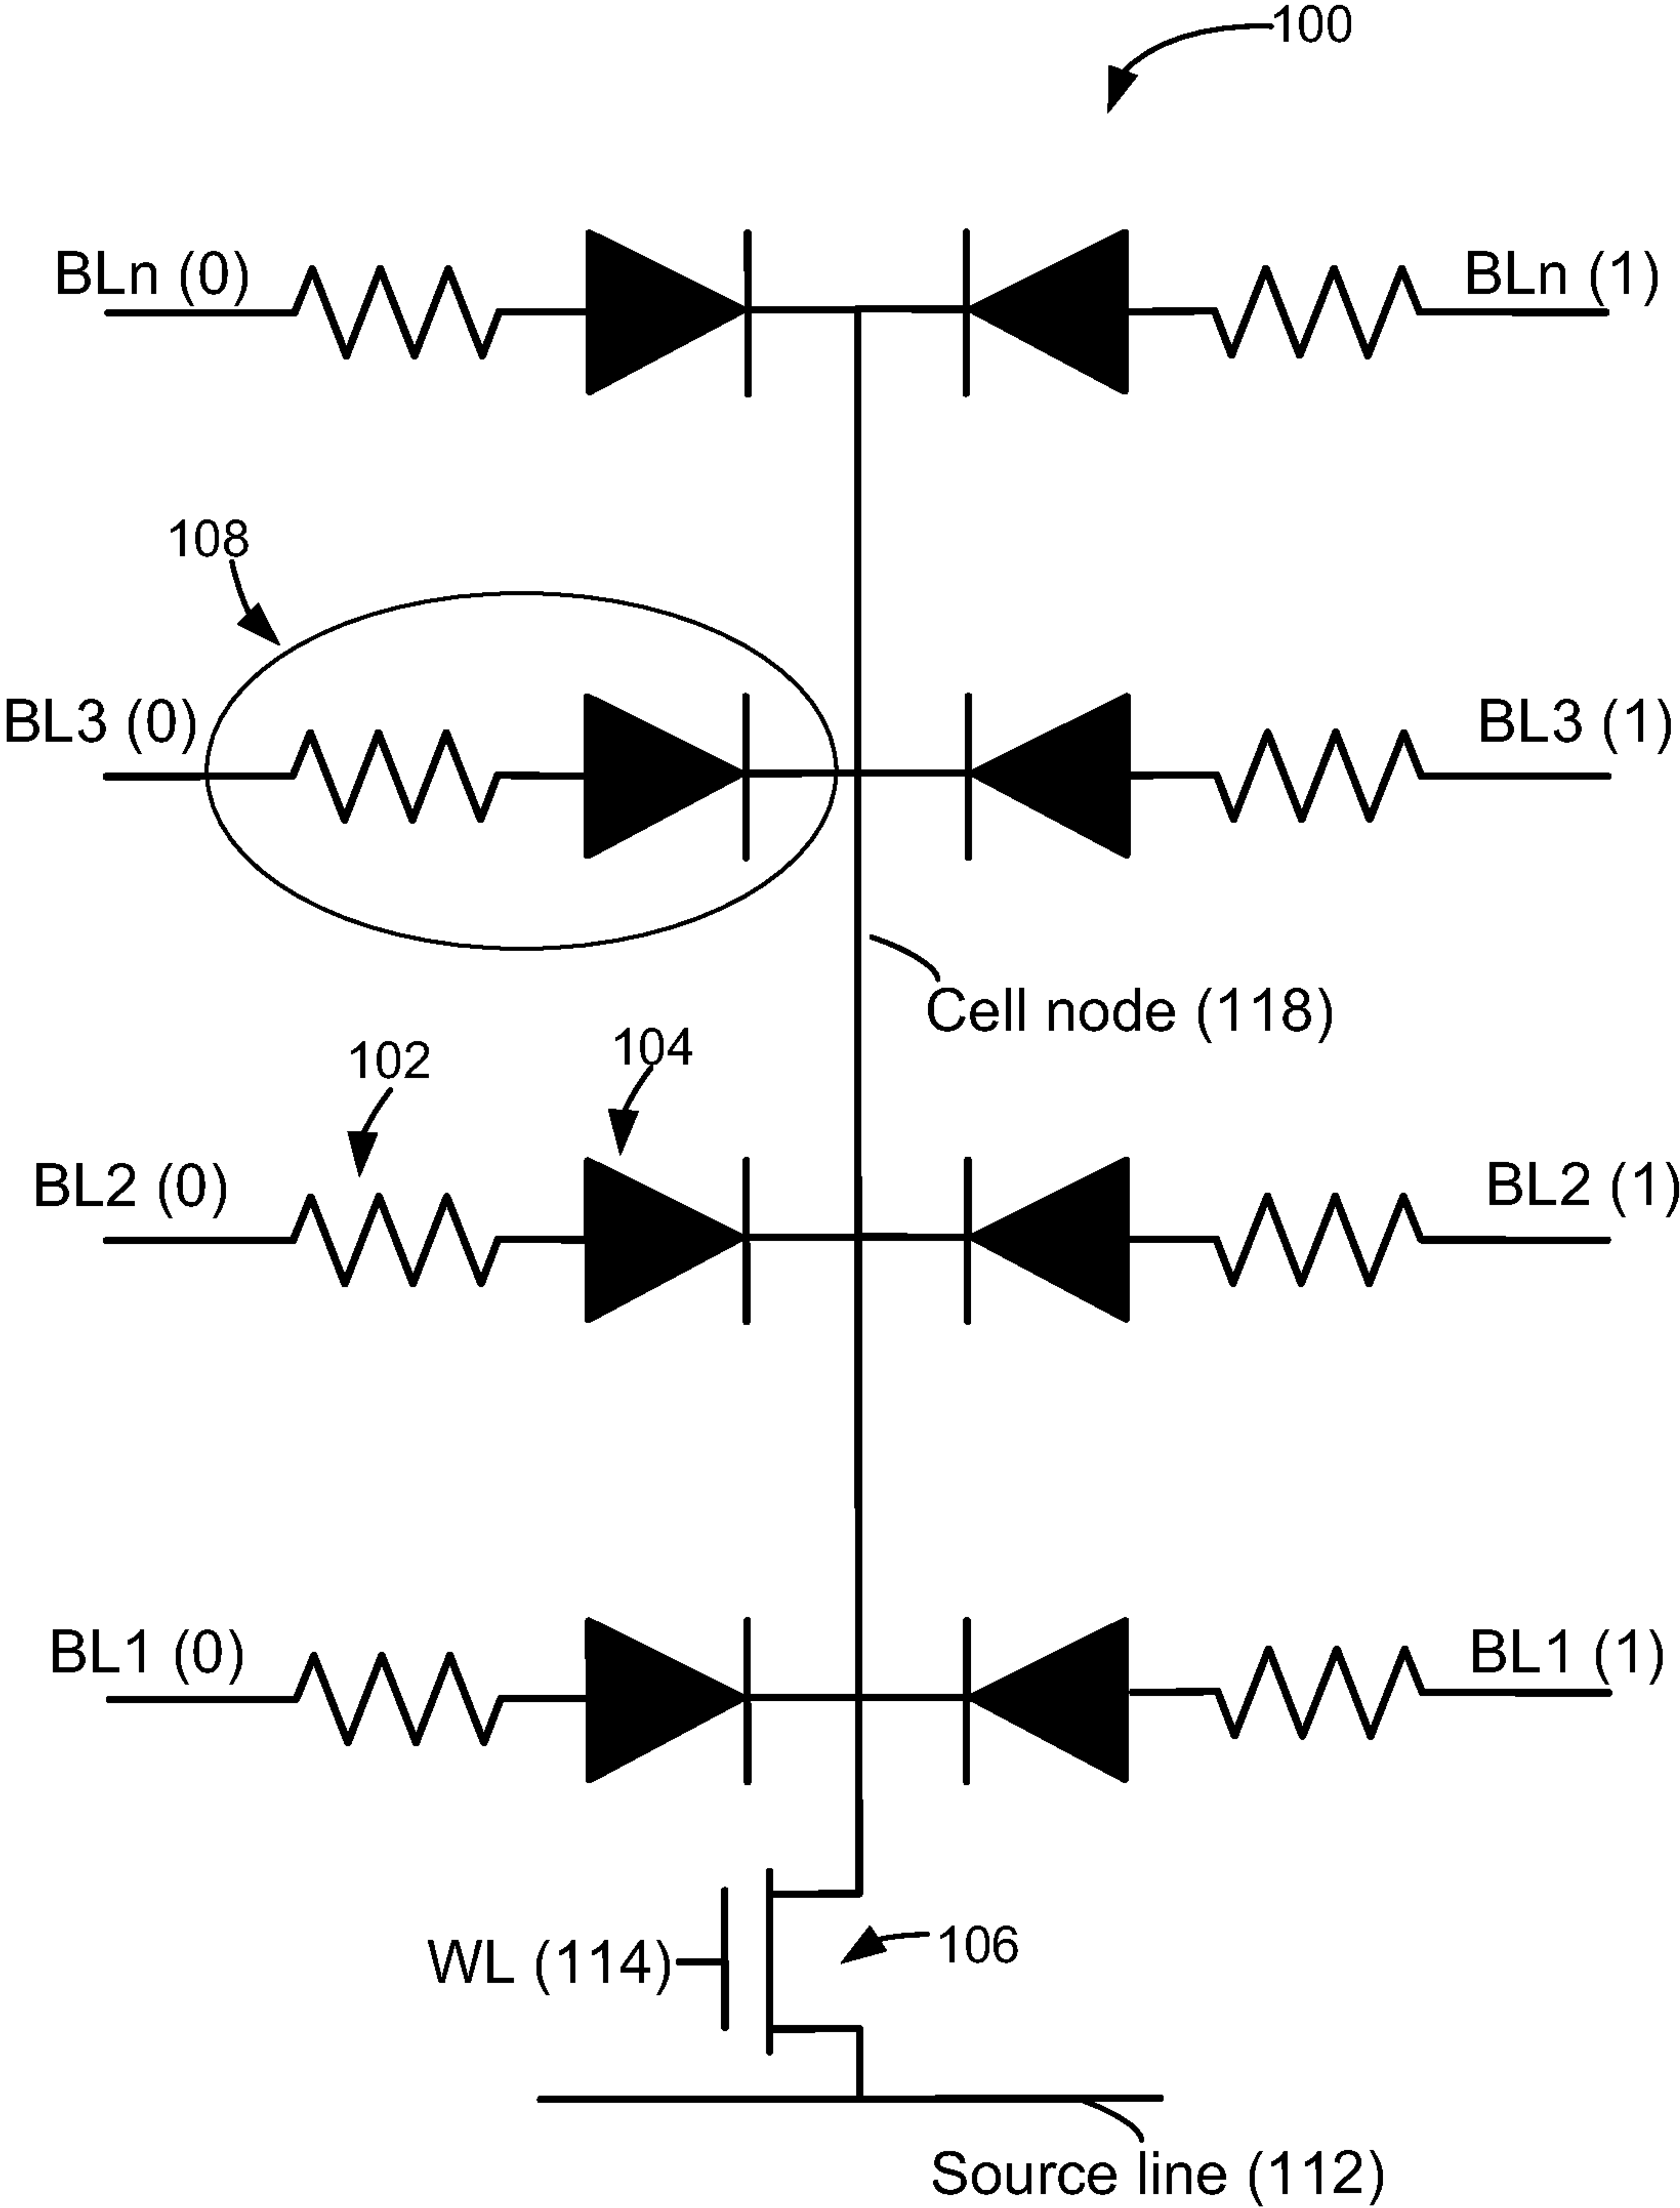 100
BLn (0)
BLn (1)
108
BL3 (0)
BL3 (1)
Cell node (118)
102
104
BL2 (0)
BL2 (1)
BL1 (0)
BL1 (1)
WL (114)
106
Source line (112)